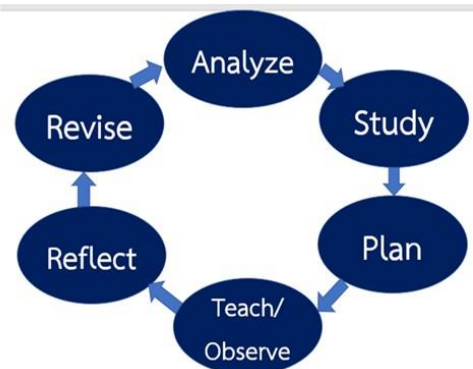 Analyze
Study
Plan
Teach/
Observe
Reflect
Revise